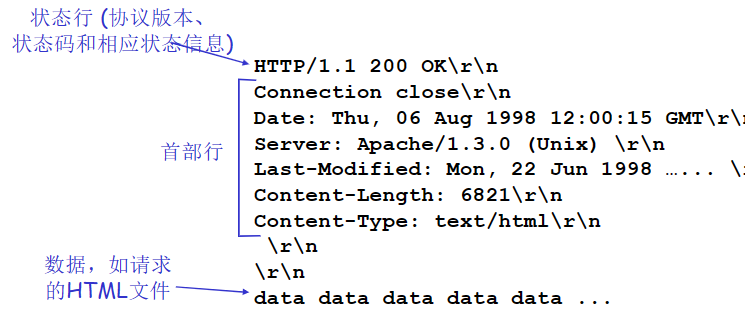 状态行 (协议版本、
状态码和相应状态信息)
HTTP/1.1 200 OK\r\n
Connection close\r\n
Date: Thu, 06 Aug 1998 12:00:15 GMT\r\n
Server: Apache/1.3.0 (Unix) \r\n
首部行
Last-Modified: Mon, 22 Jun 1998 …... \r
Content-Length: 6821\r\n
Content-Type: text/html\r\n
\r\n
数据，如请求
的HTML文件
\r\n
data data data data data ...